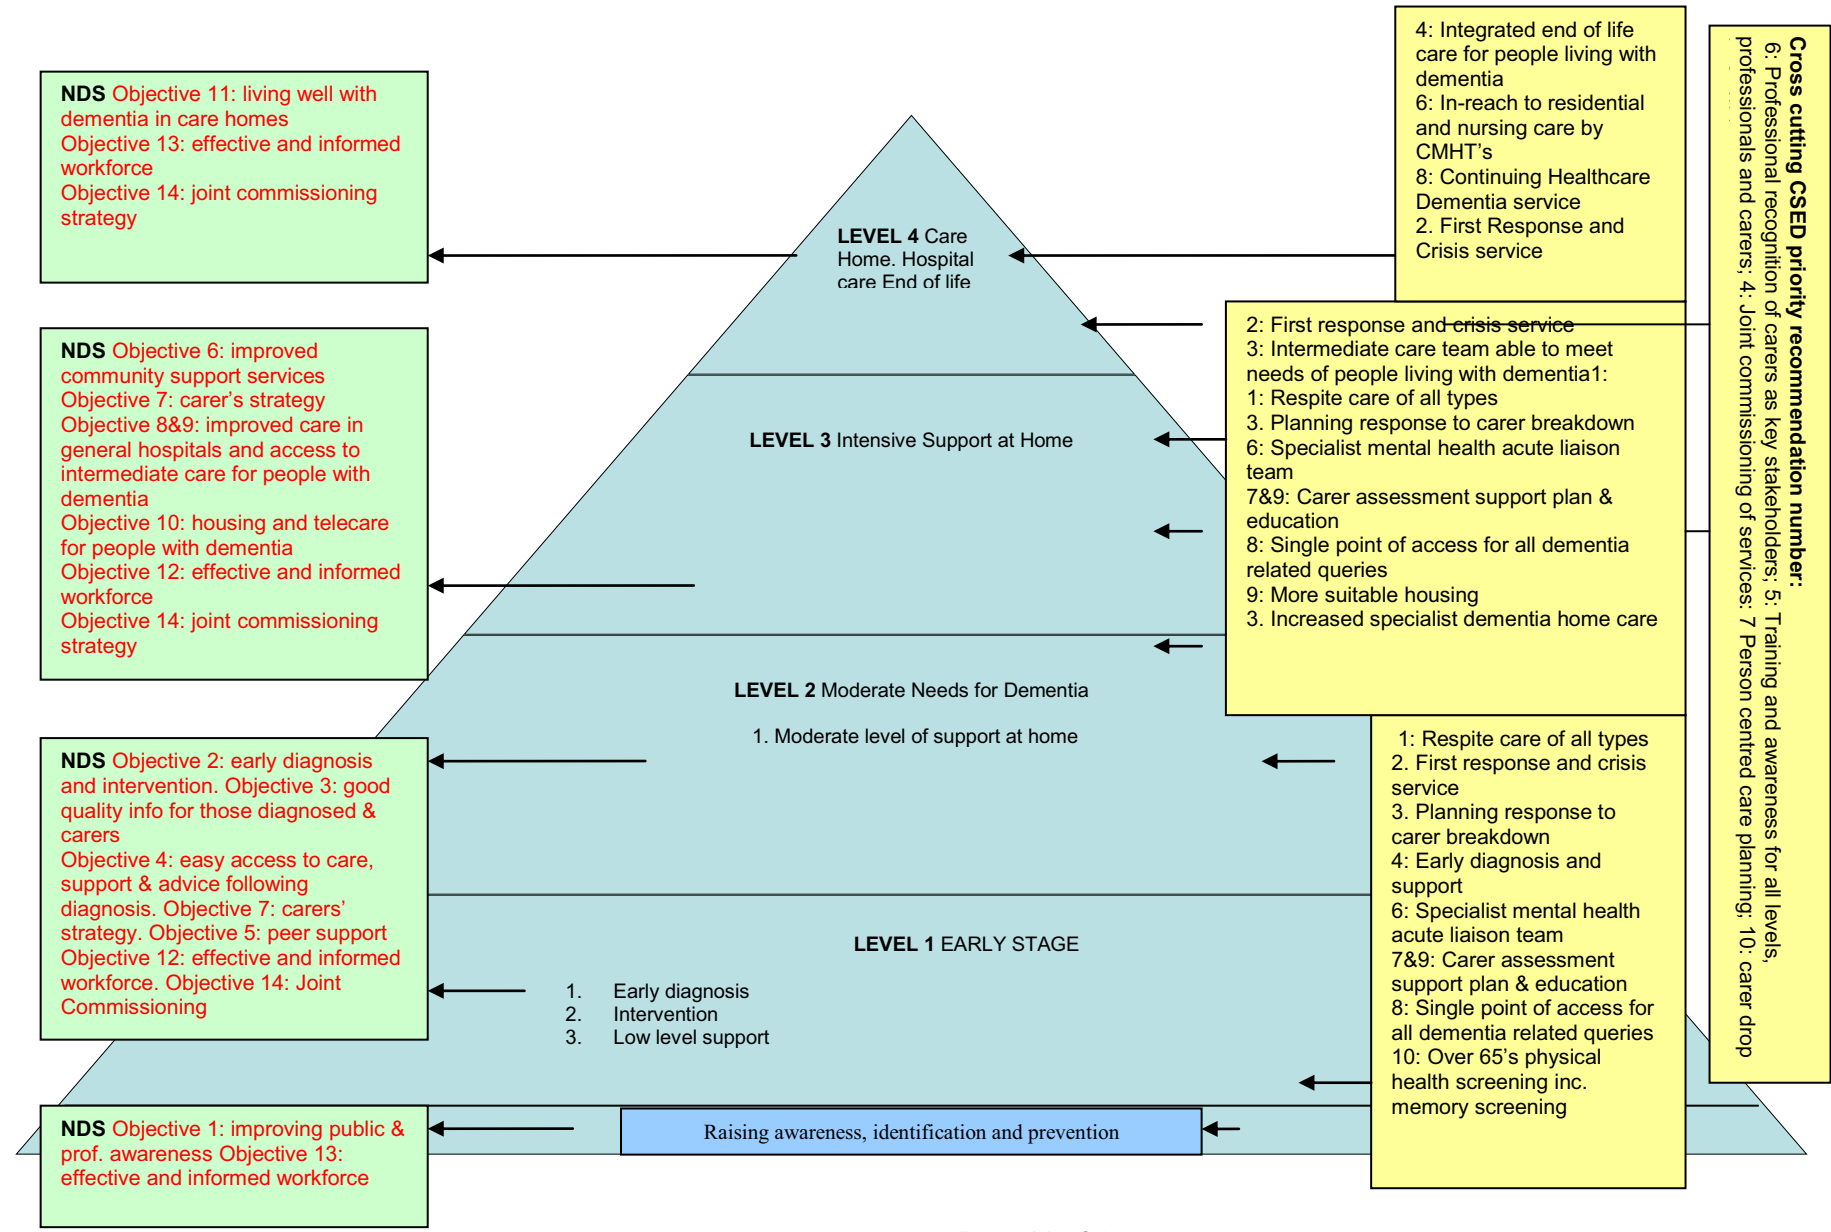 NDS Objective 11: living well with
dementia in care homes
Objective 13: effective and informed
workforce
Objective 14: joint commissioning
strategy
NDS Objective 6: improved
community support services
Objective 7: carer's strategy
Objective 8&9: improved care in
general hospitals and access to
intermediate care for people with
dementia
Objective 10: housing and telecare
for people with dementia
Objective 12: effective and informed
workforce
Objective 14: joint commissioning
strategy
NDS Objective 2: early diagnosis
and intervention. Objective 3: good
quality info for those diagnosed &
carers
Objective 4: easy access to care,
support & advice following
diagnosis. Objective 7: carers'
strategy. Objective 5: peer support
Objective 12: effective and informed
workforce. Objective 14: Joint
Commissioning
NDS Objective 1: improving public &
prof. awareness Objective 13:
effective and informed workforce
LEVEL 4 Care
Home. Hospital
care End of life
LEVEL 3 Intensive Support at Home
LEVEL 2 Moderate Needs for Dementia
1. Moderate level of support at home
LEVEL 1 EARLY STAGE
1. Early diagnosis
2. Intervention
3. Low level support
Raising awareness, identification and prevention
4: Integrated end of life
care for people living with
dementia
6: In-reach to residential
and nursing care by
CMHT's
8: Continuing Healthcare
Dementia service
2. First Response and
Crisis service
2: First response and crisis service
3: Intermediate care team able to meet
needs of people living with dementia1:
1: Respite care of all types
3. Planning response to carer breakdown
6: Specialist mental health acute liaison
team
7&9: Carer assessment support plan &
education
8: Single point of access for all dementia
related queries
9: More suitable housing
3. Increased specialist dementia home care
1: Respite care of all types
2. First response and crisis
service
3. Planning response to
carer breakdown
4: Early diagnosis and
support
6: Specialist mental health
acute liaison team
7&9: Carer assessment
support plan & education
8: Single point of access for
all dementia related queries
10: Over 65's physical
health screening inc.
memory screening
Cross cutting CSED priority recommendation number:
6: Professional recognition of carers as key stakeholders; 5: Training and awareness for all levels,
professionals and carers; 4: Joint commissioning of services: 7 Person centred care planning; 10: carer drop